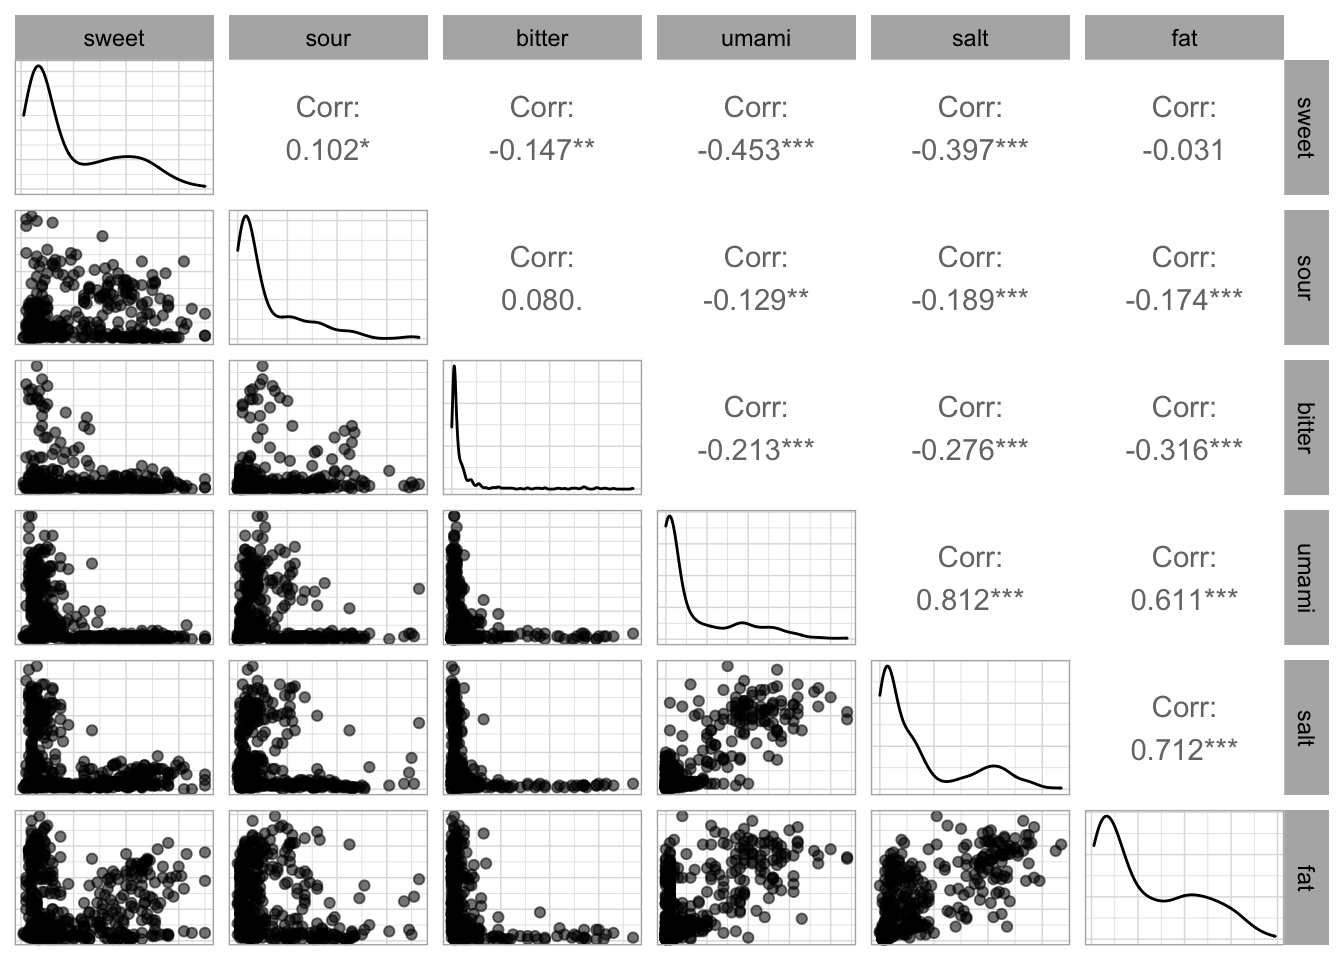 sweet
sour
bitter
umami
salt
fat
Corr:
0.102*
Corr:
-0.147**
Corr:
-0.453***
Corr:
-0.397***
Corr:
-0.031
sweet
Corr:
0.080.
Corr:
-0.129**
Corr:
-0.189***
Corr:
-0.174***
sour
Corr:
-0.213***
Corr:
-0.276***
Corr:
-0.316***
bitter
Corr:
0.812***
Corr:
0.611***
umami
Corr:
0.712***
salt
fat